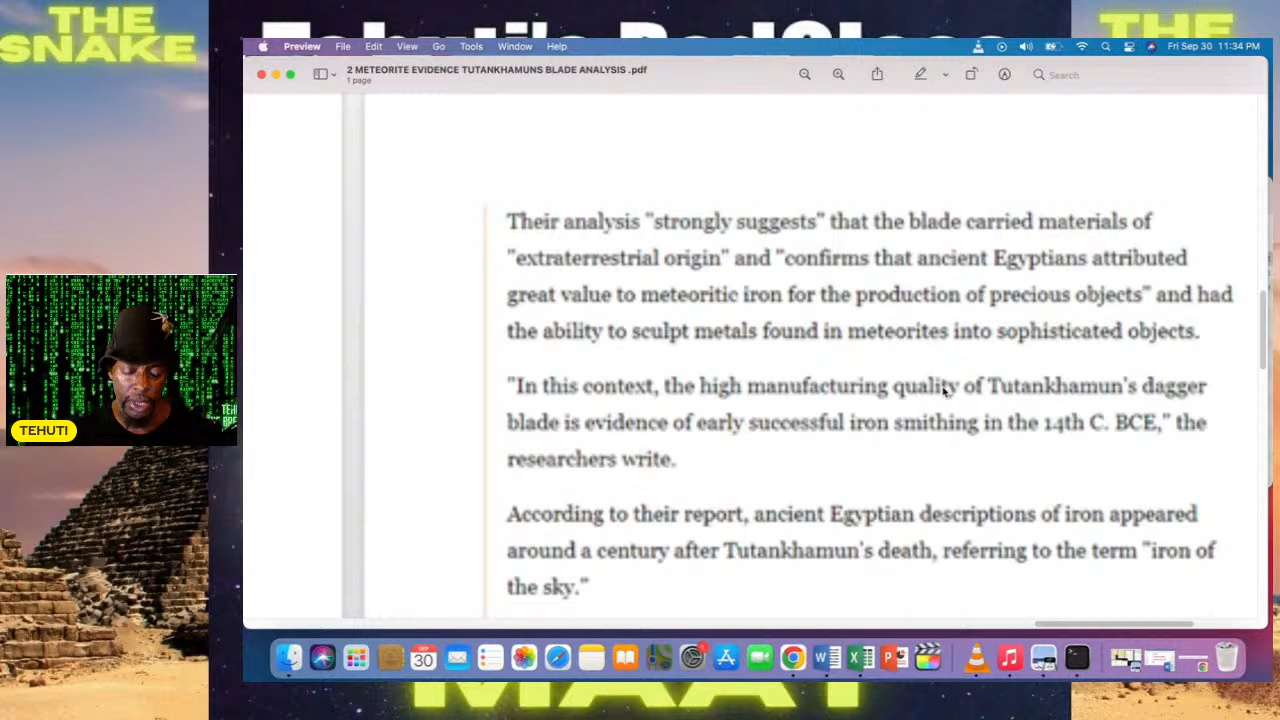 THE
SNAKE
THE
Preview File Edit View Go Tools Window Help
Fri Sep 30 11:34 PM
2 METEORITE EVIDENCE TUTANKHAMUNS BLADE ANALYSIS .pdf
1 page
Search
Their analysis "strongly suggests" that the blade carried materials of
"extraterrestrial origin" and "confirms that ancient Egyptians attributed
great value to meteoritic iron for the production of precious objects" and had
the ability to sculpt metals found in meteorites into sophisticated objects.
"In this context, the high manufacturing quality of Tutankhamun's dagger
blade is evidence of early successful iron smithing in the 14th C. BCE," the
researchers write.
According to their report, ancient Egyptian descriptions of iron appeared
around a century after Tutankhamun's death, referring to the term "iron of
the sky."
TEHUTI
SEP
30
MAAT